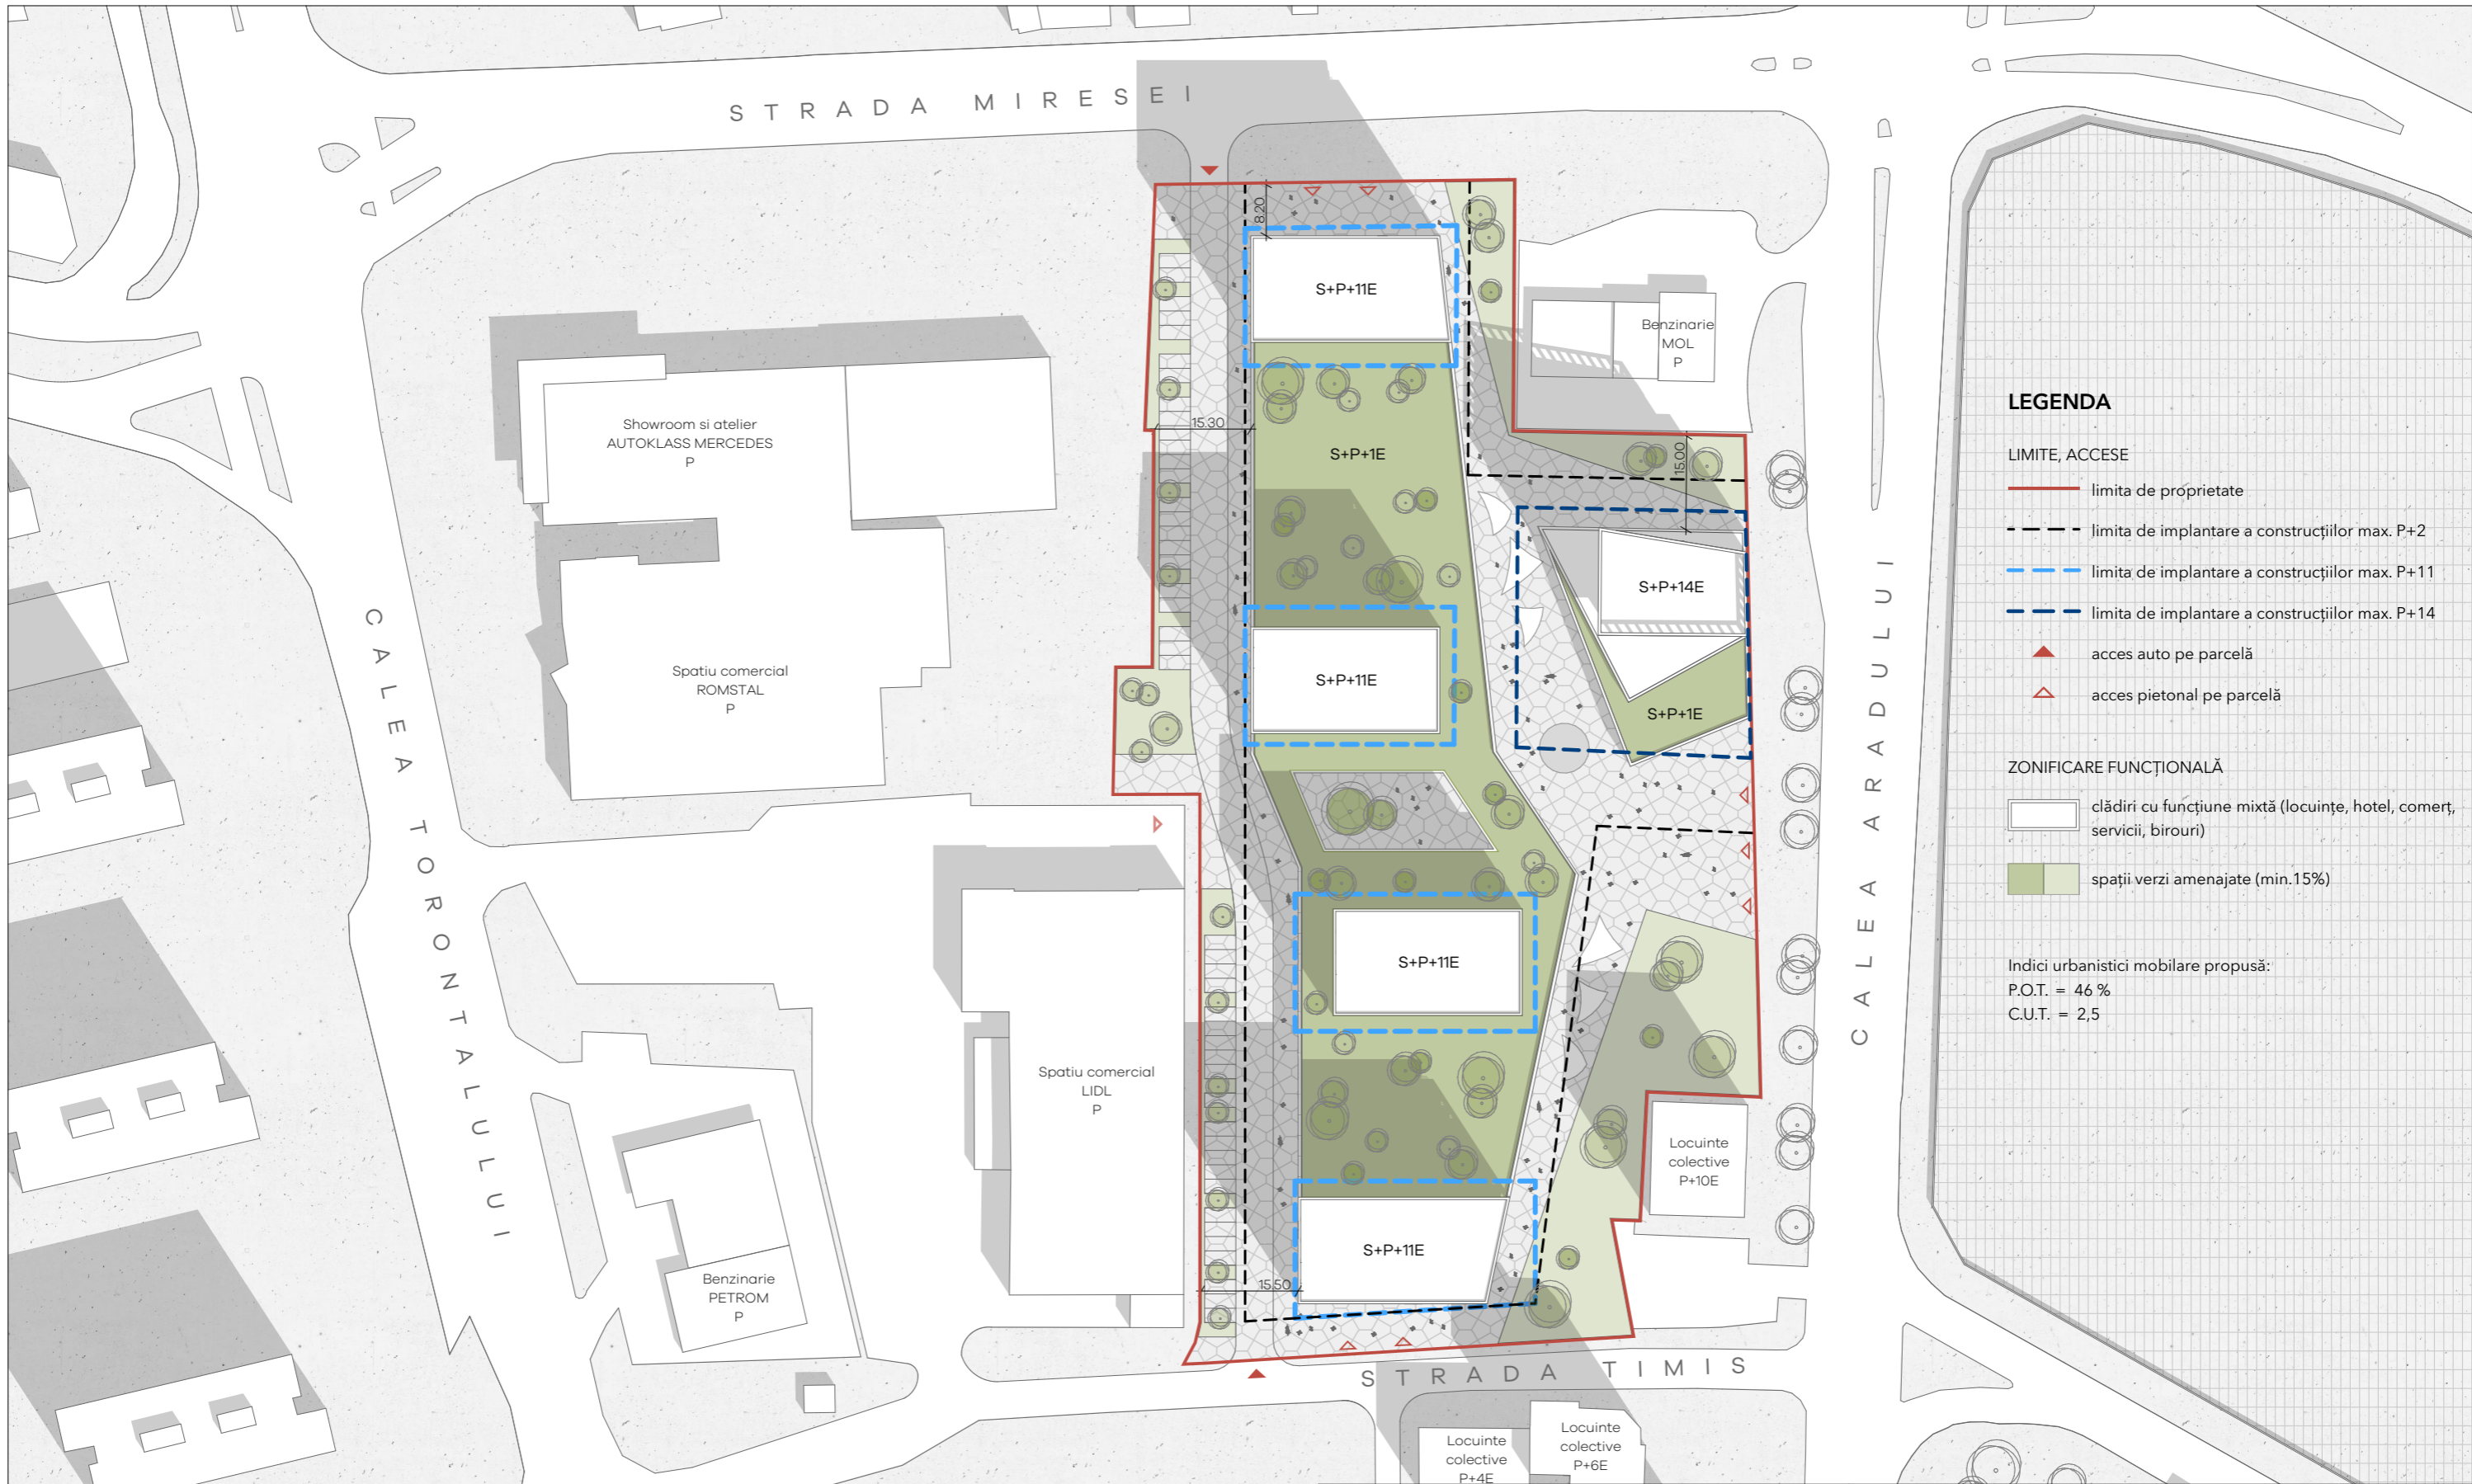 STRADA MIRESEI
8.20
S+P+11E
Benzinarie
MOL
P
Showroom si atelier
AUTOKLASS MERCEDES
P
15.30
S+P+1E
15.00
S+P+14E
CALEA TORONTALULUI
Spatiu comercial
ROMSTAL
P
S+P+11E
S+P+1E
CALEA ARADULUI
S+P+11E
Spatiu comercial
LIDL
P
Locuinte
colective
P+10E
S+P+11E
Benzinarie
PETROM
P
15.50
STRADA TIMIS
Locuinte
colective
P+4E
Locuinte
colective
P+6E
LEGENDA
LIMITE, ACCESE
limita de proprietate
limita de implantare a construcțiilor max. P+2
limita de implantare a construcțiilor max. P+11
limita de implantare a construcțiilor max. P+14
acces auto pe parcelă
acces pietonal pe parcelă
ZONIFICARE FUNCȚIONALĂ
clădiri cu funcțiune mixtă (locuințe, hotel, comerț,
servicii, birouri)
spații verzi amenajate (min.15%)
Indici urbanistici mobilare propusă:
P.O.T. = 46 %
C.U.T. = 2,5